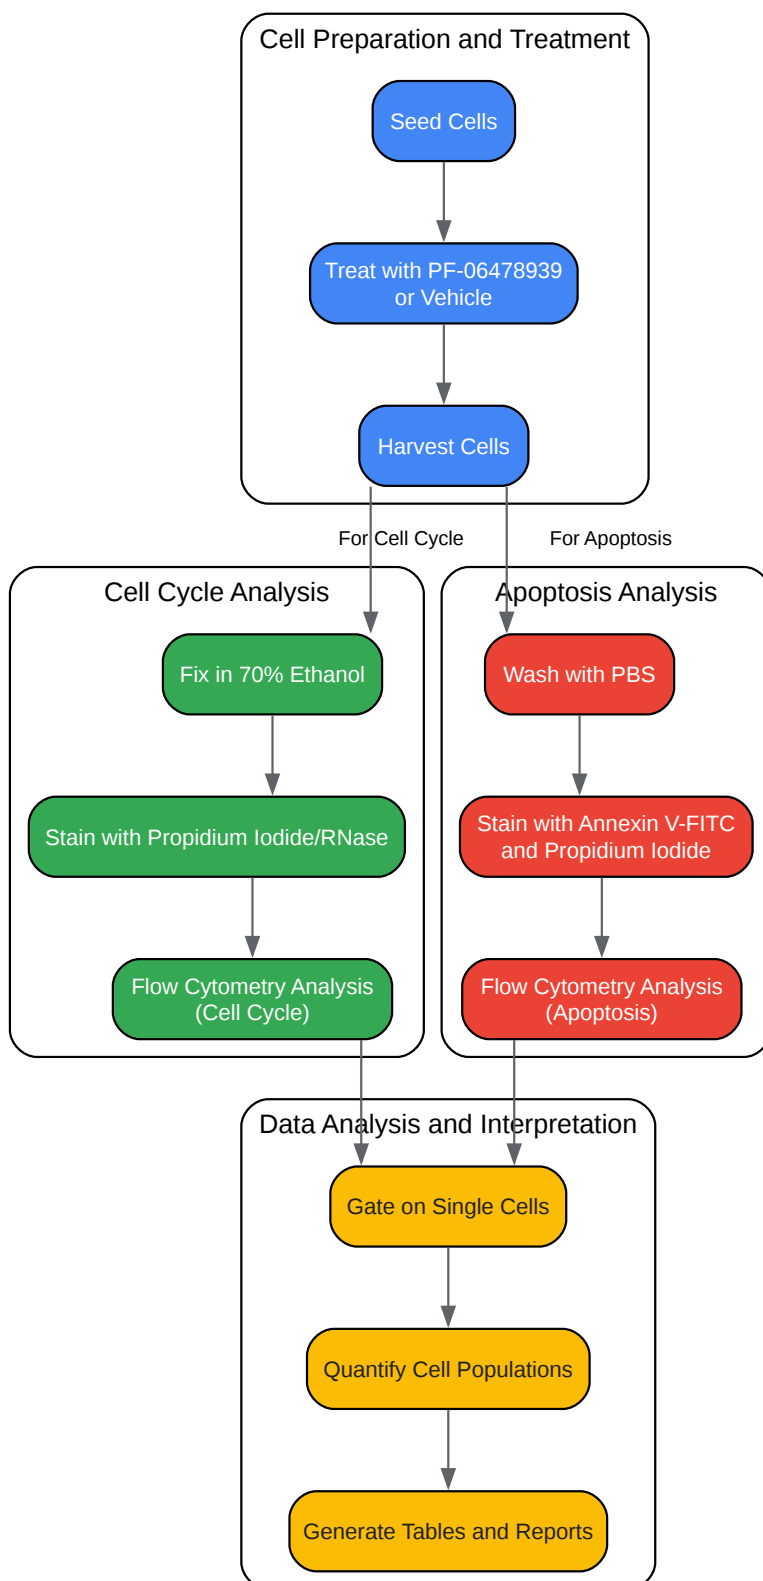 Cell Preparation and Treatment
Seed Cells
Treat with PF-06478939
or Vehicle
Harvest Cells
For Cell Cycle
For Apoptosis
Cell Cycle Analysis
Fix in 70% Ethanol
Stain with Propidium Iodide/RNase
Flow Cytometry Analysis
(Cell Cycle)
Apoptosis Analysis
Wash with PBS
Stain with Annexin V-FITC
and Propidium Iodide
Flow Cytometry Analysis
(Apoptosis)
Data Analysis and Interpretation
Gate on Single Cells
Quantify Cell Populations
Generate Tables and Reports